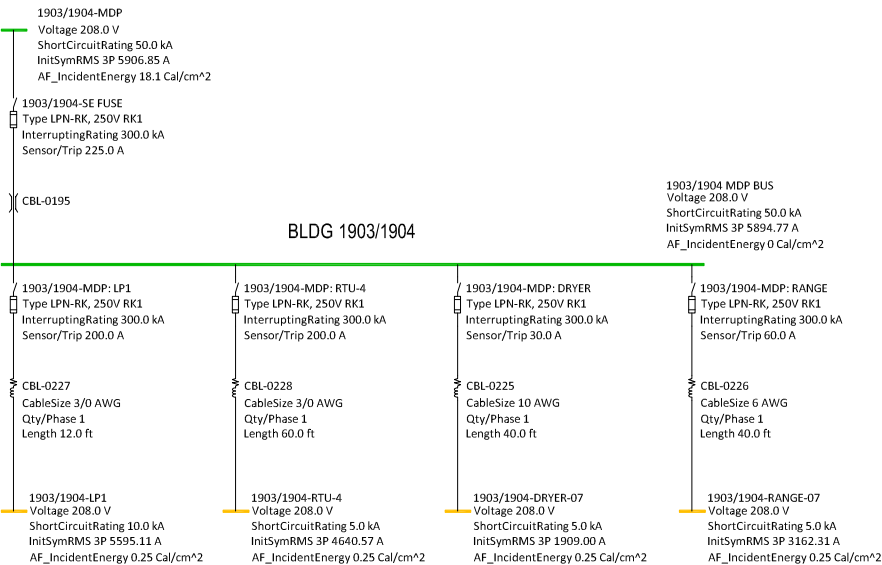 1903/1904-MDP
Voltage 208.0 V
ShortCircuitRating 50.0 kA
InitSymRMS 3P 5906.85 A
AF_IncidentEnergy 18.1 Cal/cm^2
1903/1904-SE FUSE
Type LPN-RK, 250V RK1
InterruptingRating 300.0 kA
Sensor/Trip 225.0 A
CBL-0195
BLDG 1903/1904
1903/1904 MDP BUS
Voltage 208.0 V
ShortCircuitRating 50.0 kA
InitSymRMS 3P 5894.77 A
AF_IncidentEnergy 0 Cal/cm^2
1903/1904-MDP: LP1
Type LPN-RK, 250V RK1
InterruptingRating 300.0 kA
Sensor/Trip 200.0 A
1903/1904-MDP: RTU-4
Type LPN-RK, 250V RK1
InterruptingRating 300.0 kA
Sensor/Trip 200.0 A
1903/1904-MDP: DRYER
Type LPN-RK, 250V RK1
InterruptingRating 300.0 kA
Sensor/Trip 30.0 A
1903/1904-MDP: RANGE
Type LPN-RK, 250V RK1
InterruptingRating 300.0 kA
Sensor/Trip 60.0 A
CBL-0227
CableSize 3/0 AWG
Qty/Phase 1
Length 12.0 ft
CBL-0228
CableSize 3/0 AWG
Qty/Phase 1
Length 60.0 ft
CBL-0225
CableSize 10 AWG
Qty/Phase 1
Length 40.0 ft
CBL-0226
CableSize 6 AWG
Qty/Phase 1
Length 40.0 ft
1903/1904-LP1
Voltage 208.0 V
ShortCircuitRating 10.0 kA
InitSymRMS 3P 5595.11 A
AF_IncidentEnergy 0.25 Cal/cm^2
1903/1904-RTU-4
Voltage 208.0 V
ShortCircuitRating 5.0 kA
InitSymRMS 3P 4640.57 A
AF_IncidentEnergy 0.25 Cal/cm^2
1903/1904-DRYER-07
Voltage 208.0 V
ShortCircuitRating 5.0 kA
InitSymRMS 3P 1909.00 A
AF_IncidentEnergy 0.25 Cal/cm^2
1903/1904-RANGE-07
Voltage 208.0 V
ShortCircuitRating 5.0 kA
InitSymRMS 3P 3162.31 A
AF_IncidentEnergy 0.25 Cal/cm^2